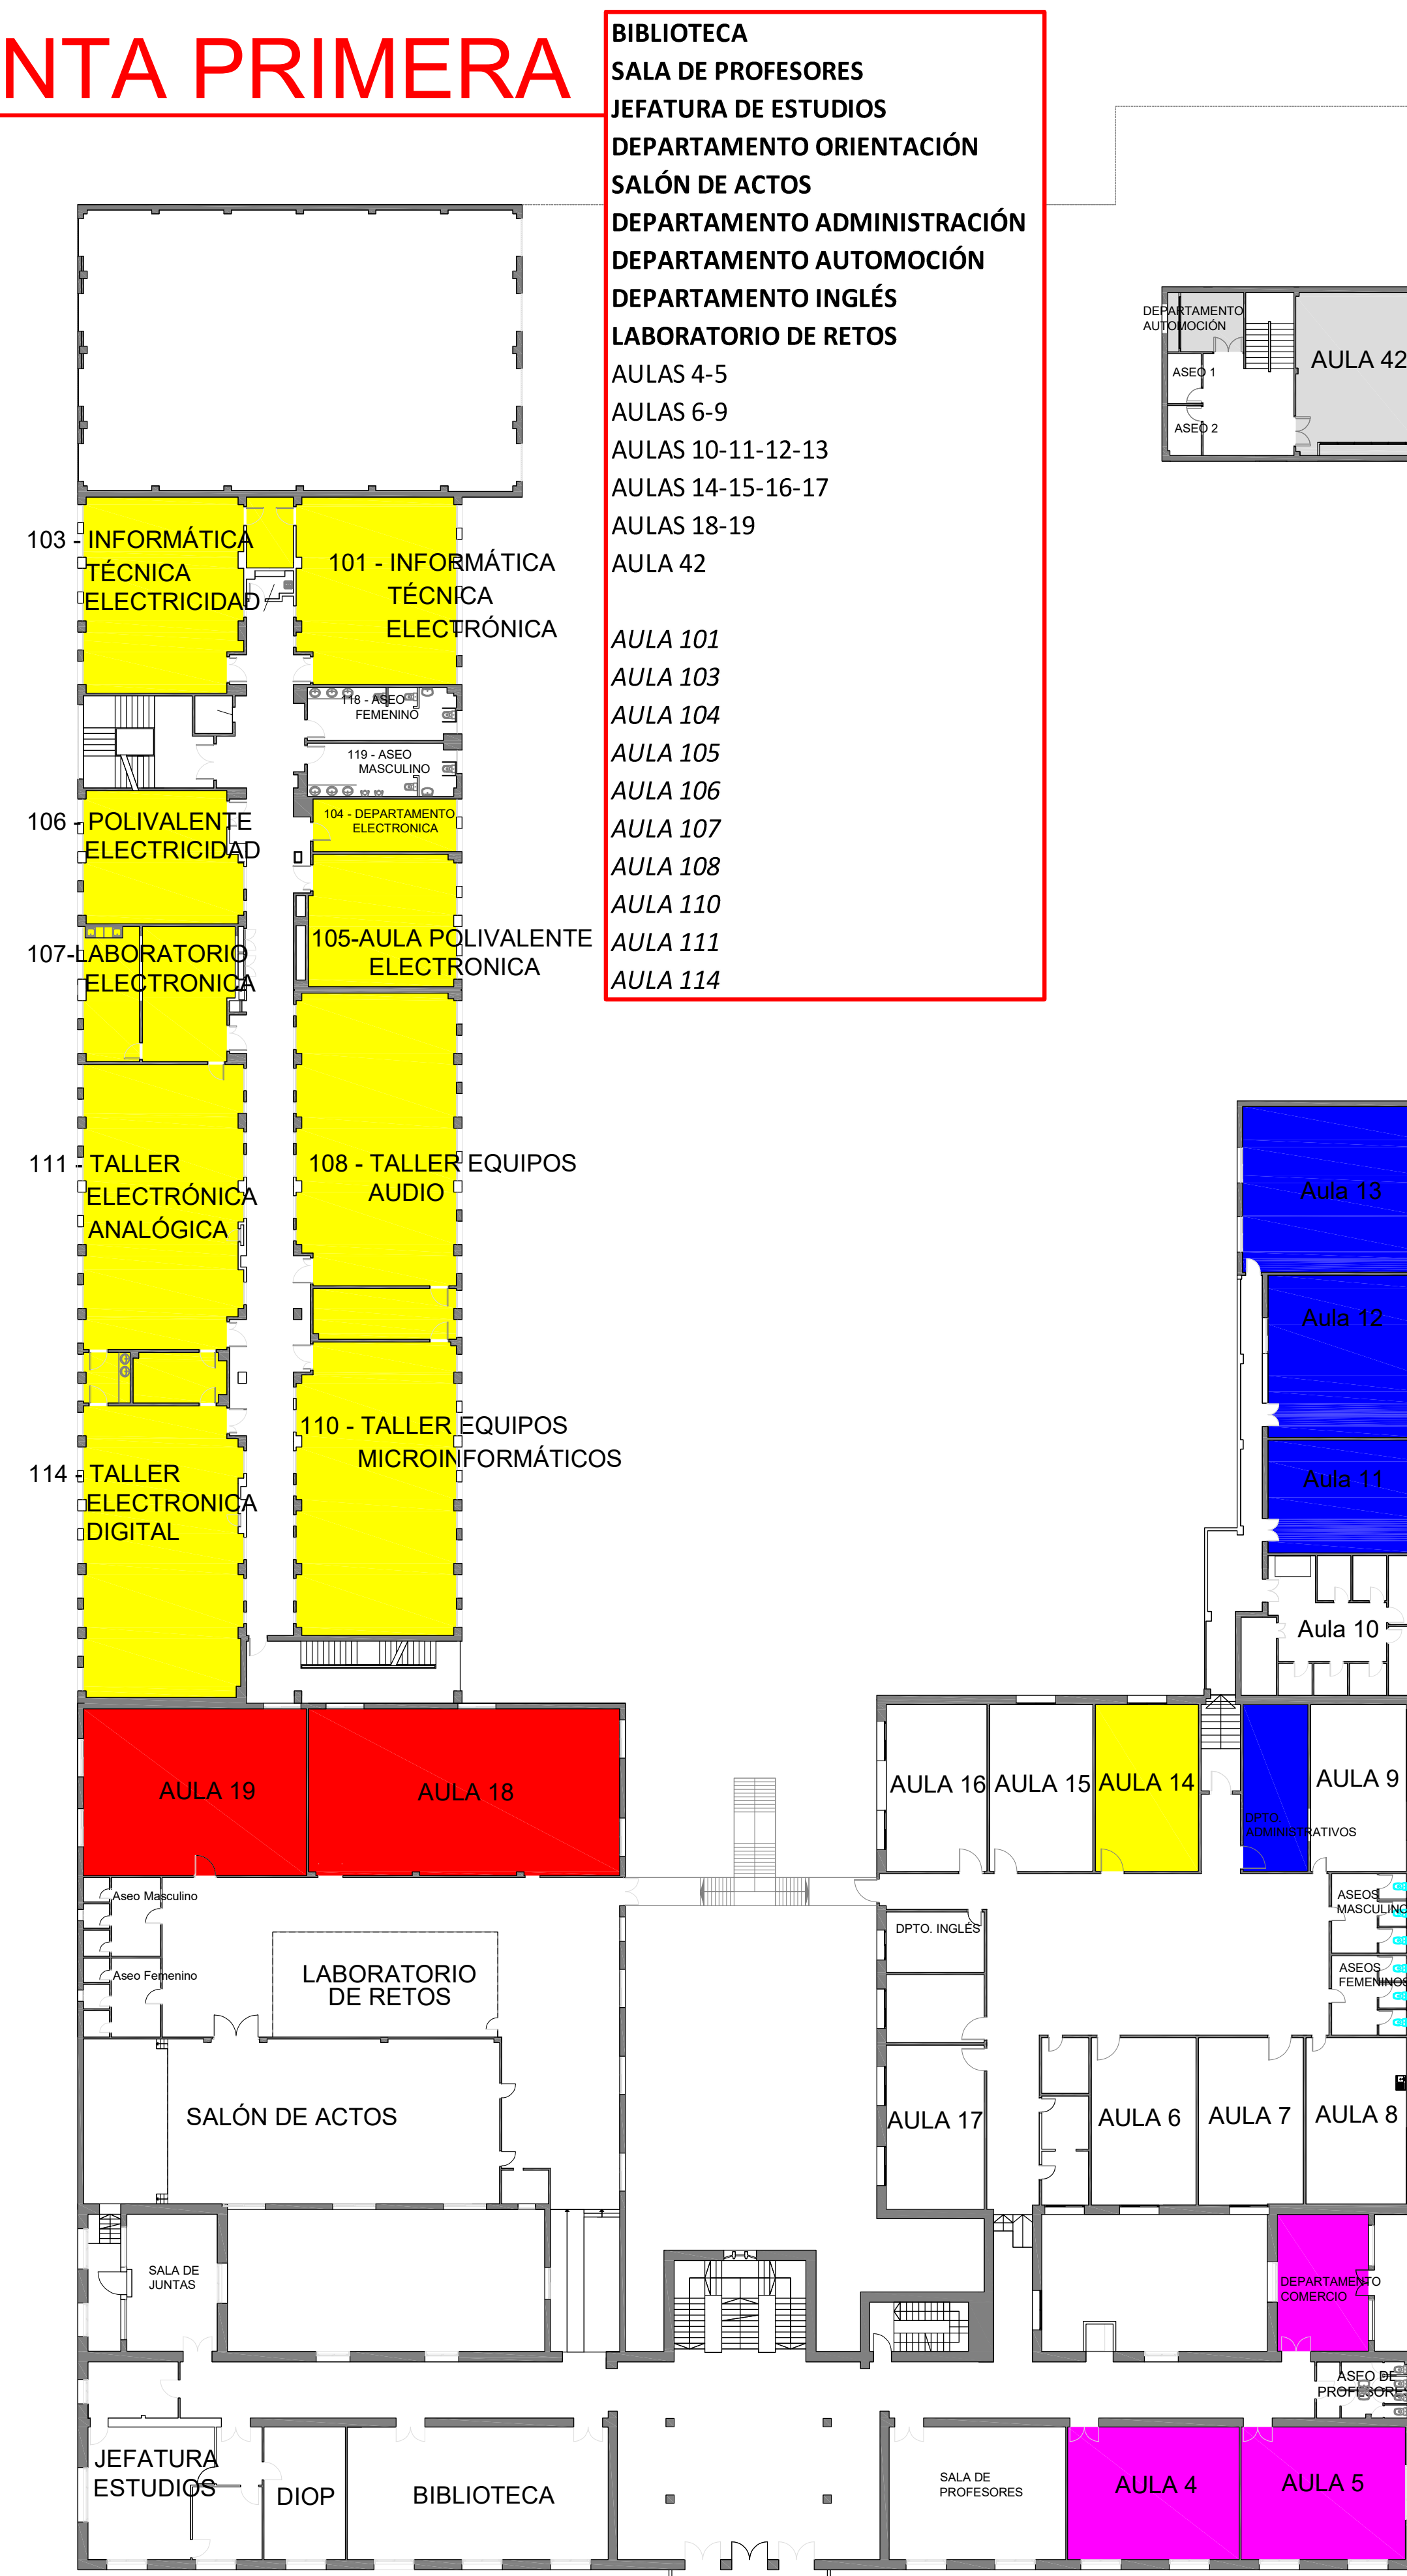 NTA PRIMERA
BIBLIOTECA
SALA DE PROFESORES
JEFATURA DE ESTUDIOS
DEPARTAMENTO ORIENTACIÓN
SALÓN DE ACTOS
DEPARTAMENTO ADMINISTRACIÓN
DEPARTAMENTO AUTOMOCIÓN
DEPARTAMENTO INGLÉS
LABORATORIO DE RETOS
AULAS 4-5
AULAS 6-9
AULAS 10-11-12-13
AULAS 14-15-16-17
AULAS 18-19
AULA 42
AULA 101
AULA 103
AULA 104
AULA 105
AULA 106
AULA 107
AULA 108
AULA 110
AULA 111
AULA 114
DEPARTAMENTO
AUTOMOCIÓN
ASEO 1
ASEO 2
AULA 42
103 - INFORMÁTICA
TÉCNICA
ELECTRICIDAD
101 - INFORMÁTICA
TÉCNICA
ELECTRÓNICA
118 - ASEO
FEMENINO
119 - ASEO
MASCULINO
106 - POLIVALENTE
ELECTRICIDAD
104 - DEPARTAMENTO
ELECTRONICA
107-LABORATORIO
ELECTRONICA
105-AULA POLIVALENTE
ELECTRONICA
111 - TALLER
ELECTRÓNICA
ANALÓGICA
108 - TALLER EQUIPOS
AUDIO
114 - TALLER
ELECTRONICA
DIGITAL
110 - TALLER EQUIPOS
MICROINFORMÁTICOS
Aula 13
Aula 12
Aula 11
Aula 10
AULA 19
AULA 18
AULA 16
AULA 15
AULA 14
DPTO.
ADMINISTRATIVOS
AULA 9
Aseo Masculino
Aseo Femenino
LABORATORIO
DE RETOS
DPTO. INGLÉS
ASEOS
MASCULINO
ASEOS
FEMENINOS
SALÓN DE ACTOS
AULA 17
AULA 6
AULA 7
AULA 8
SALA DE
JUNTAS
DEPARTAMENTO
COMERCIO
ASEO DE
PROFESORES
JEFATURA
ESTUDIOS
DIOP
BIBLIOTECA
SALA DE
PROFESORES
AULA 4
AULA 5